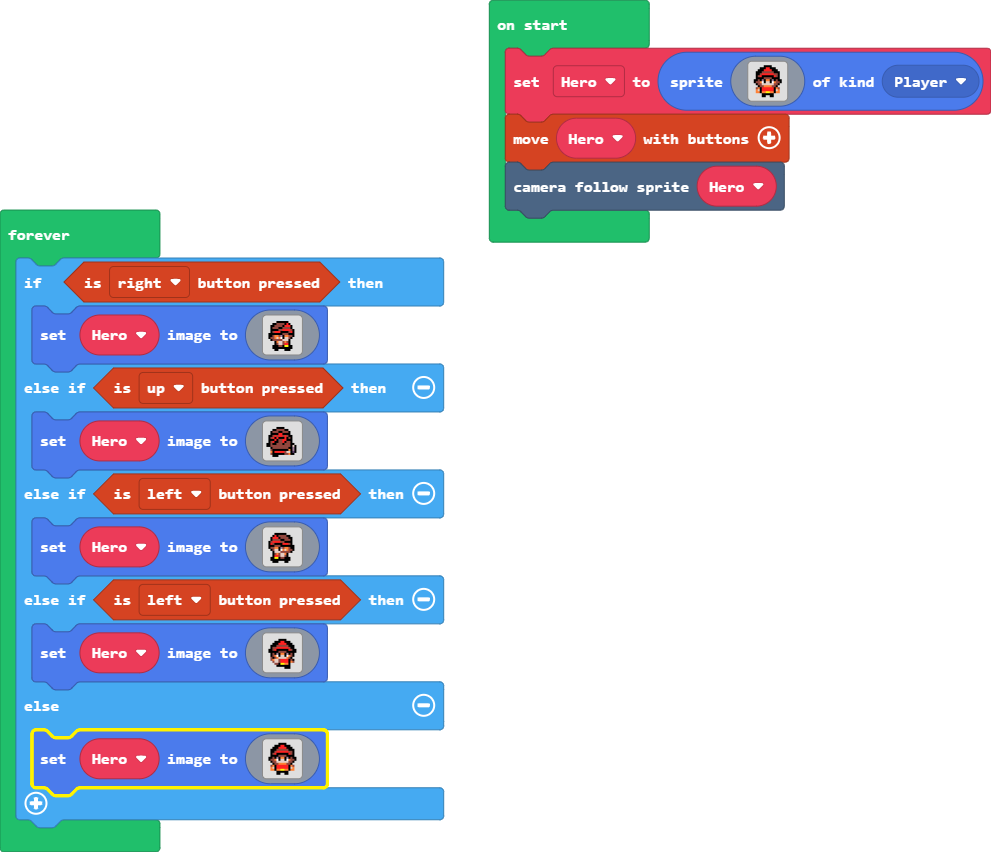 on start
set Hero to sprite of kind Player
move Hero with buttons
camera follow sprite Hero
forever
if is right button pressed then
set Hero image to
else if is up button pressed then
set Hero image to
else if is left button pressed then
set Hero image to
else if is left button pressed then
set Hero image to
else
set Hero image to